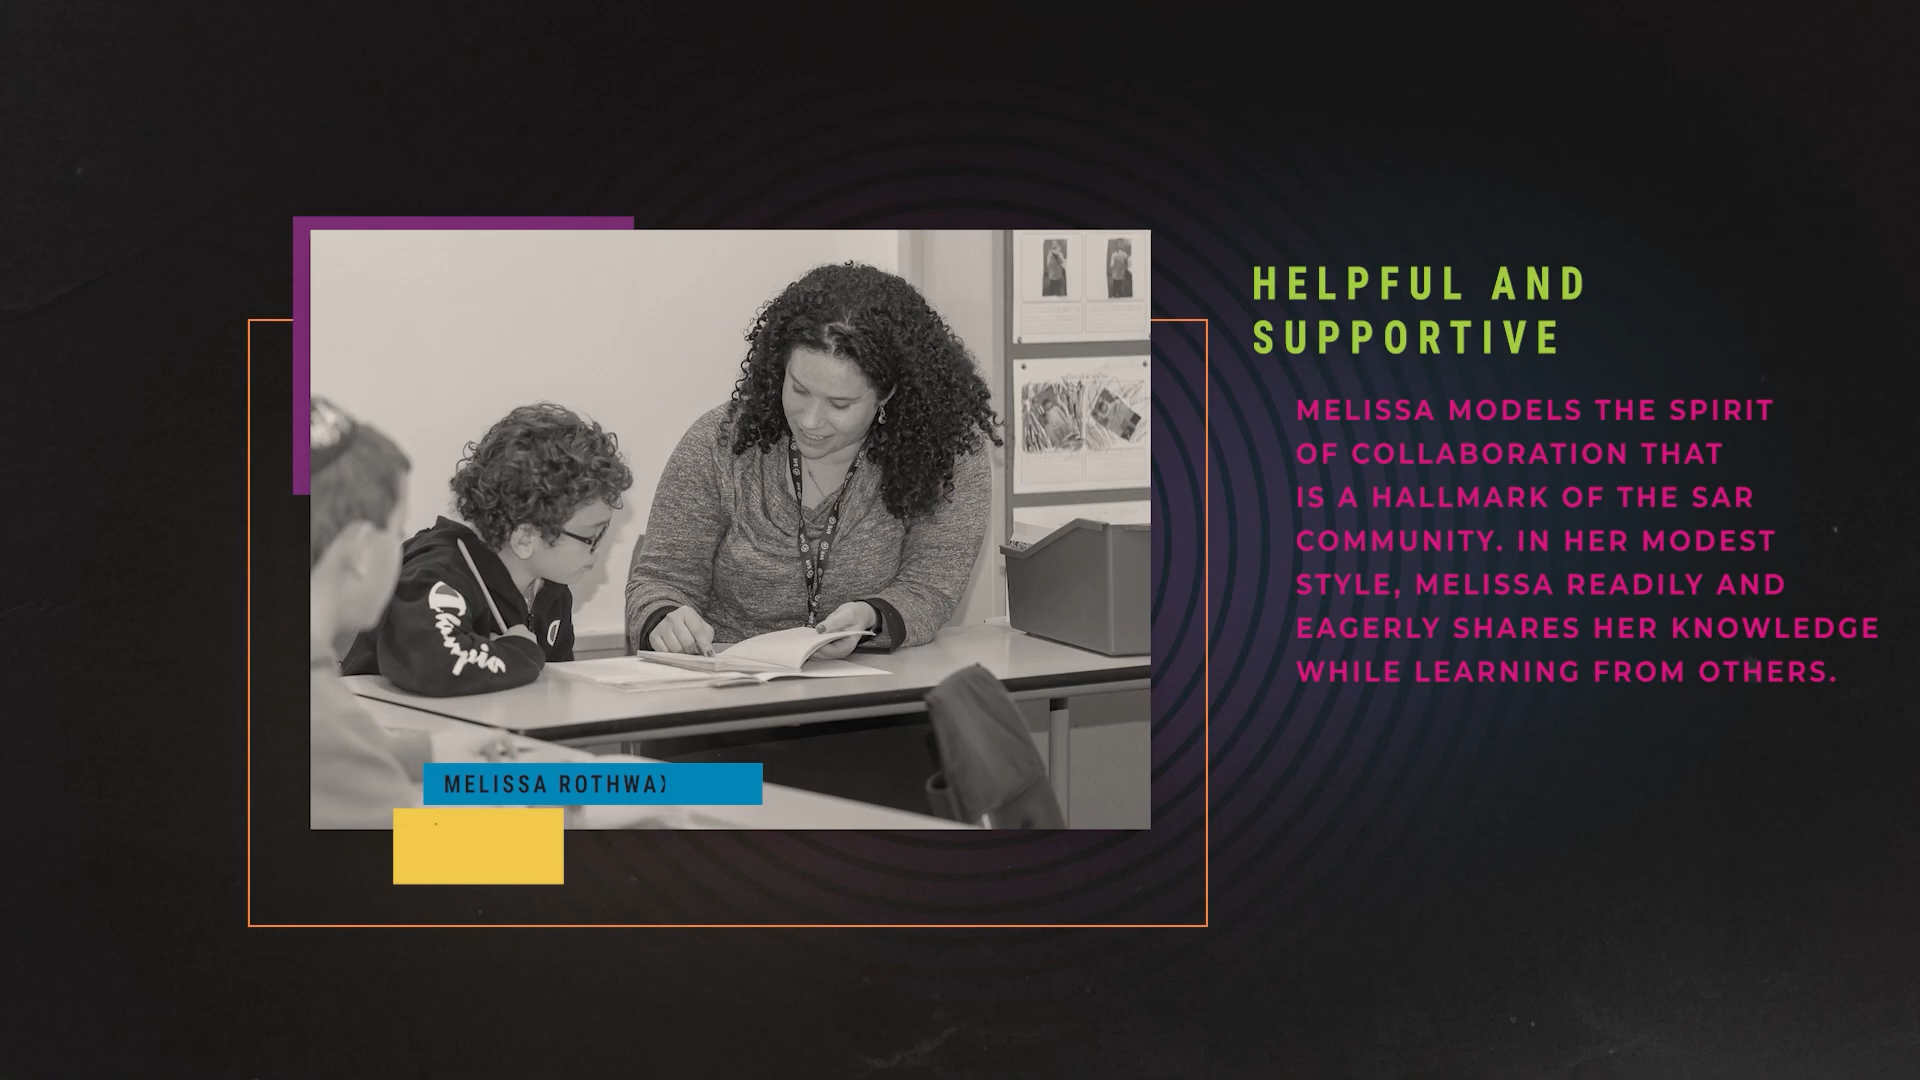 HELPFUL AND
SUPPORTIVE
MELISSA MODELS THE SPIRIT
OF COLLABORATION THAT
IS A HALLMARK OF THE SAR
COMMUNITY. IN HER MODEST
STYLE, MELISSA READILY AND
EAGERLY SHARES HER KNOWLEDGE
WHILE LEARNING FROM OTHERS.
Champio
MELISSA